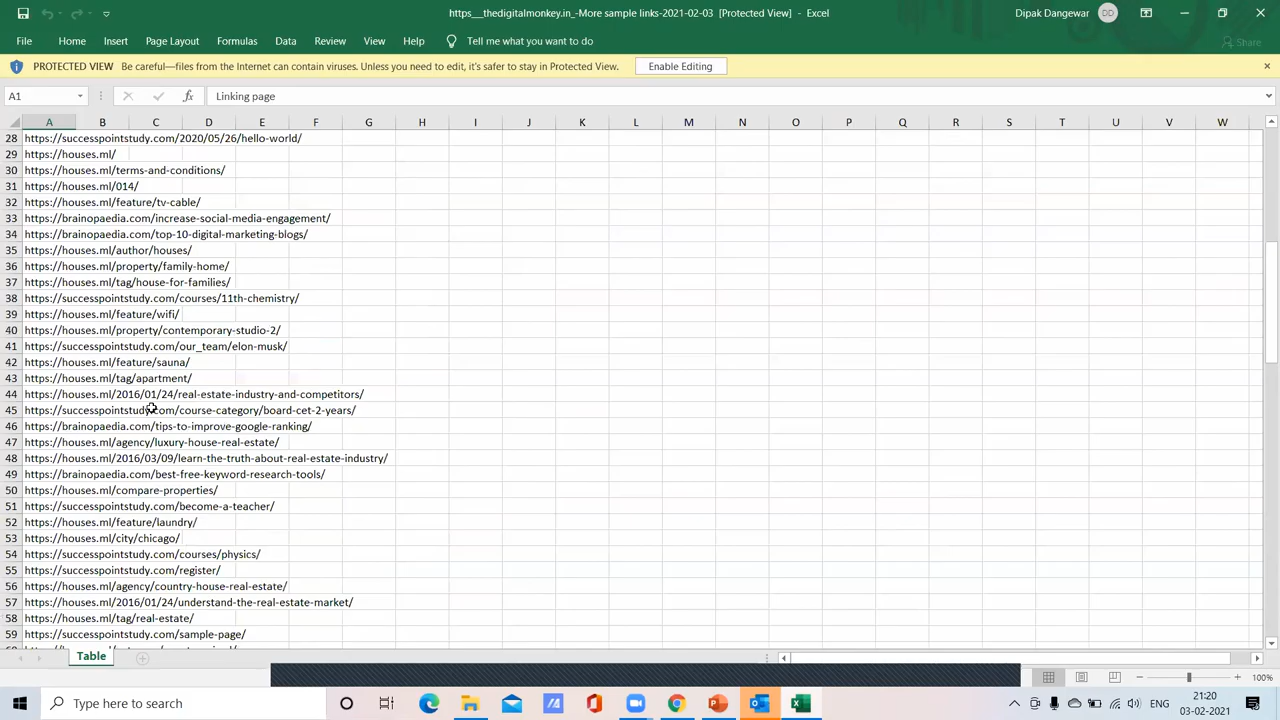 https__thedigitalmonkey.in_-More sample links-2021-02-03 [Protected View] - Excel
Dipak Dangewar DD
File Home Insert Page Layout Formulas Data Review View Help Tell me what you want to do Share
PROTECTED VIEW Be careful—files from the Internet can contain viruses. Unless you need to edit, it's safer to stay in Protected View. Enable Editing
A1 fx Linking page
A B C D E F G H I J K L M N O P Q R S T U V W
28 https://successpointstudy.com/2020/05/26/hello-world/
29 https://houses.ml/
30 https://houses.ml/terms-and-conditions/
31 https://houses.ml/014/
32 https://houses.ml/feature/tv-cable/
33 https://brainopaedia.com/increase-social-media-engagement/
34 https://brainopaedia.com/top-10-digital-marketing-blogs/
35 https://houses.ml/author/houses/
36 https://houses.ml/property/family-home/
37 https://houses.ml/tag/house-for-families/
38 https://successpointstudy.com/courses/11th-chemistry/
39 https://houses.ml/feature/wifi/
40 https://houses.ml/property/contemporary-studio-2/
41 https://successpointstudy.com/our_team/elon-musk/
42 https://houses.ml/feature/sauna/
43 https://houses.ml/tag/apartment/
44 https://houses.ml/2016/01/24/real-estate-industry-and-competitors/
45 https://successpointstudy.com/course-category/board-cet-2-years/
46 https://brainopaedia.com/tips-to-improve-google-ranking/
47 https://houses.ml/agency/luxury-house-real-estate/
48 https://houses.ml/2016/03/09/learn-the-truth-about-real-estate-industry/
49 https://brainopaedia.com/best-free-keyword-research-tools/
50 https://houses.ml/compare-properties/
51 https://successpointstudy.com/become-a-teacher/
52 https://houses.ml/feature/laundry/
53 https://houses.ml/city/chicago/
54 https://successpointstudy.com/courses/physics/
55 https://successpointstudy.com/register/
56 https://houses.ml/agency/country-house-real-estate/
57 https://houses.ml/2016/01/24/understand-the-real-estate-market/
58 https://houses.ml/tag/real-estate/
59 https://successpointstudy.com/sample-page/
Table
100%
Type here to search
ENG
21:20
03-02-2021